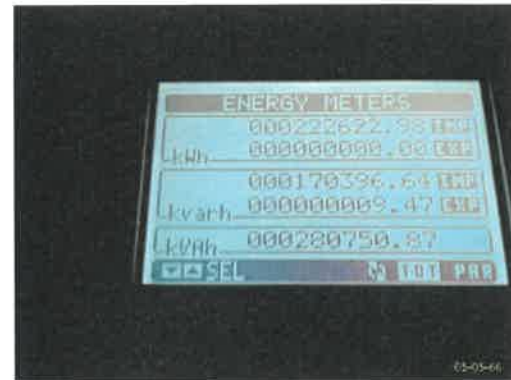 ENERGY METERS
000222622.98 IMP
kWh 000000000.00 EXP
000170396.64 IMP
kvarh 000000009.47 EXP
kVAh 000280750.87
▼▲ SEL TOT PAR
05-05-66